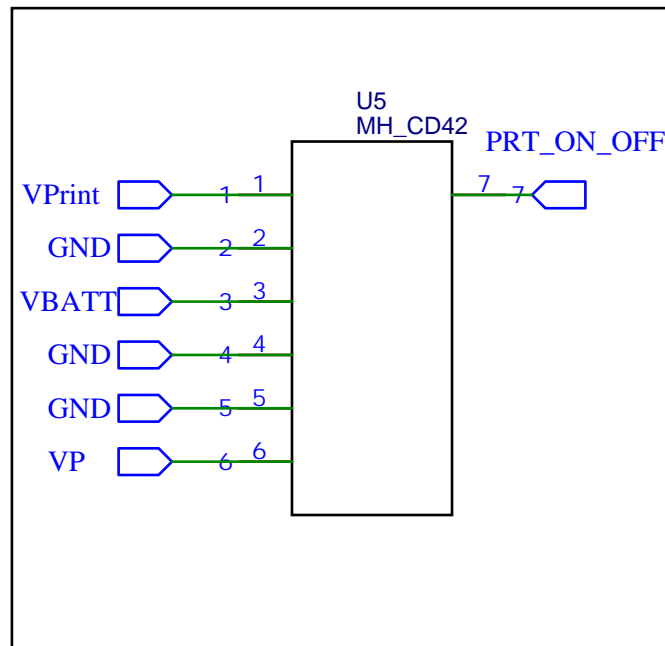 U5
MH_CD42
PRT_ON_OFF
VPrint 1 1
7 7
GND 2 2
VBATT 3 3
GND 4 4
GND 5 5
VP 6 6